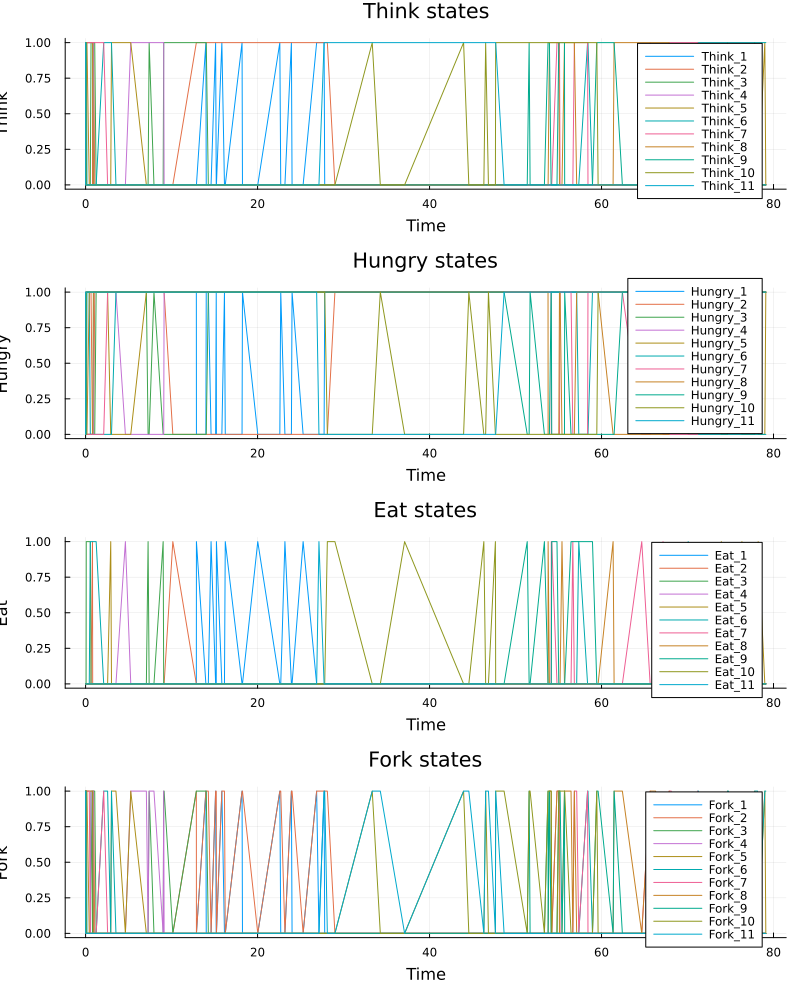 Think states
1.00
0.75
0.50
0.25
0.00
Think
Think_1
Think_2
Think_3
Think_4
Think_5
Think_6
Think_7
Think_8
Think_9
Think_10
Think_11
0 20 40 60 80
Time
Hungry states
1.00
0.75
0.50
0.25
0.00
Hungry
Hungry_1
Hungry_2
Hungry_3
Hungry_4
Hungry_5
Hungry_6
Hungry_7
Hungry_8
Hungry_9
Hungry_10
Hungry_11
0 20 40 60 80
Time
Eat states
1.00
0.75
0.50
0.25
0.00
Eat
Eat_1
Eat_2
Eat_3
Eat_4
Eat_5
Eat_6
Eat_7
Eat_8
Eat_9
Eat_10
Eat_11
0 20 40 60 80
Time
Fork states
1.00
0.75
0.50
0.25
0.00
Fork
Fork_1
Fork_2
Fork_3
Fork_4
Fork_5
Fork_6
Fork_7
Fork_8
Fork_9
Fork_10
Fork_11
0 20 40 60 80
Time